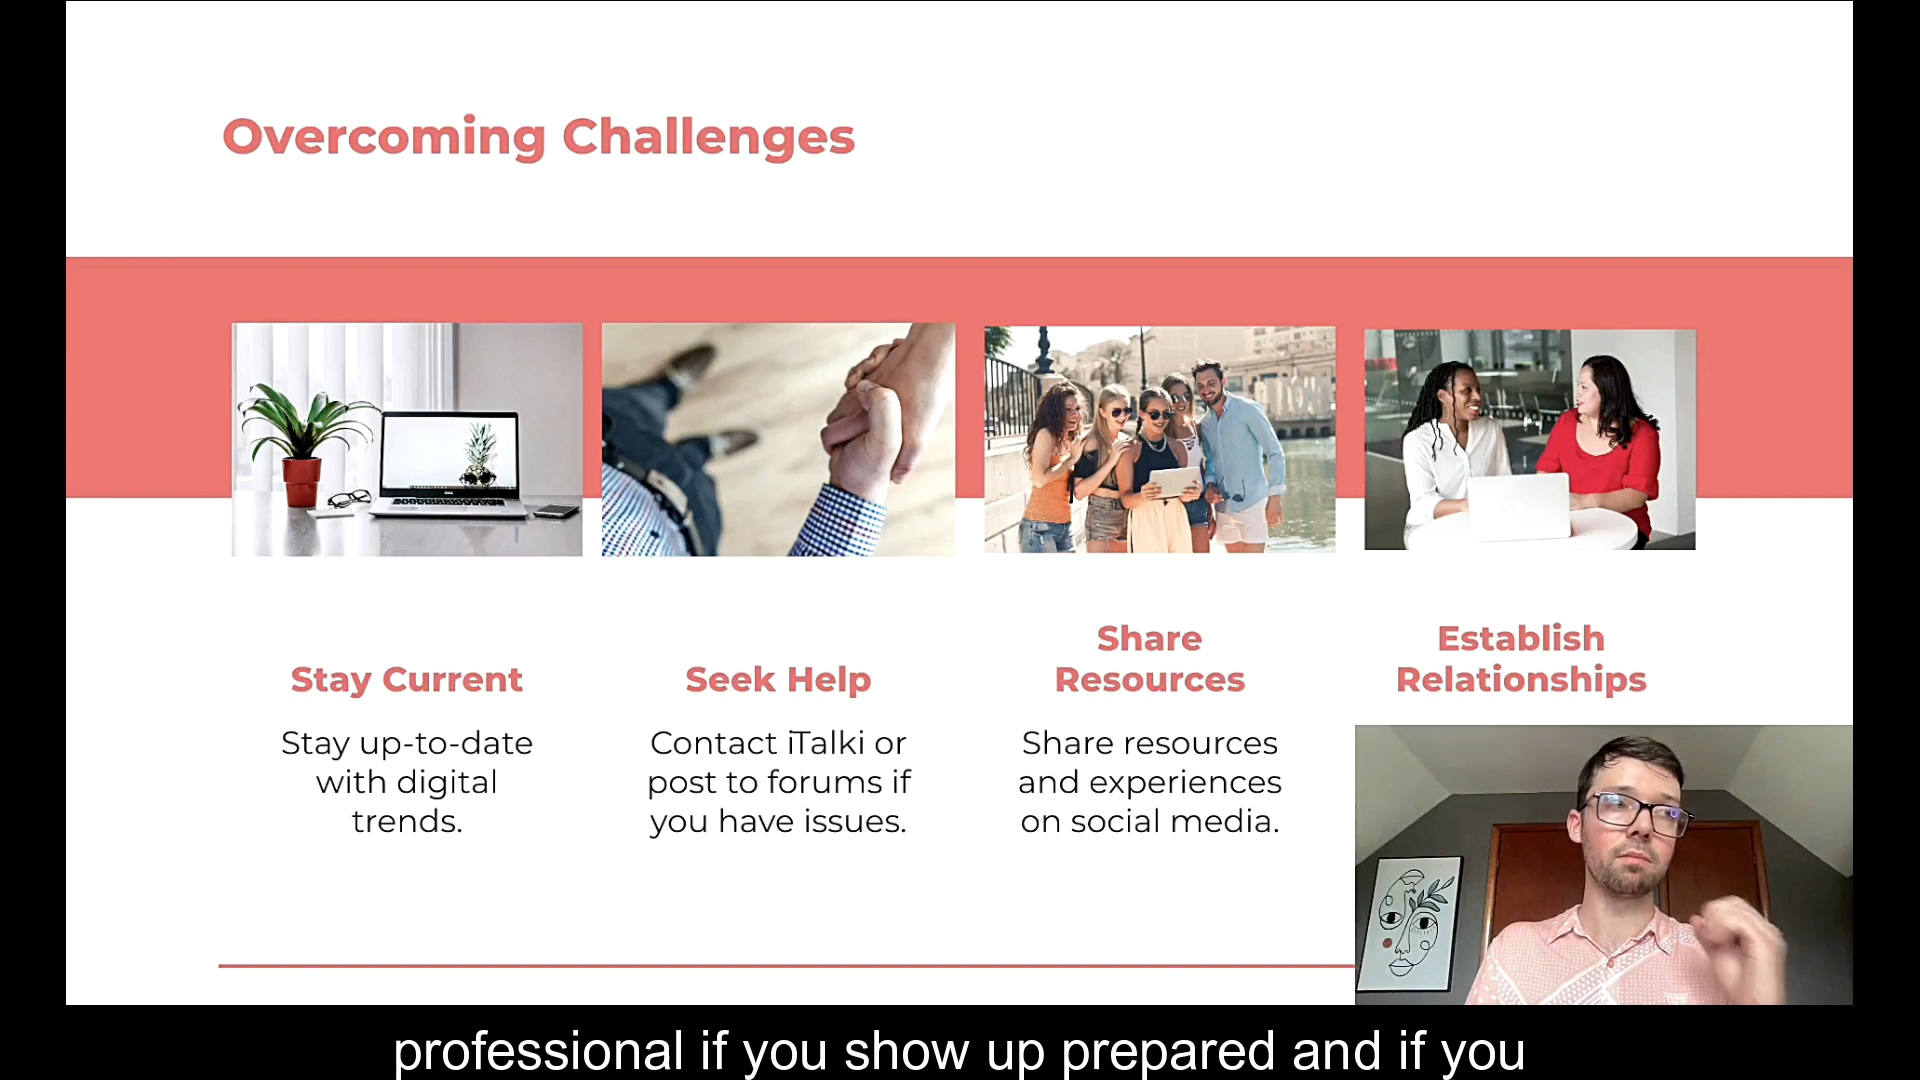 Overcoming Challenges
Stay Current
Stay up-to-date
with digital
trends.
Seek Help
Contact iTalki or
post to forums if
you have issues.
Share
Resources
Share resources
and experiences
on social media.
Establish
Relationships
professional if you show up prepared and if you